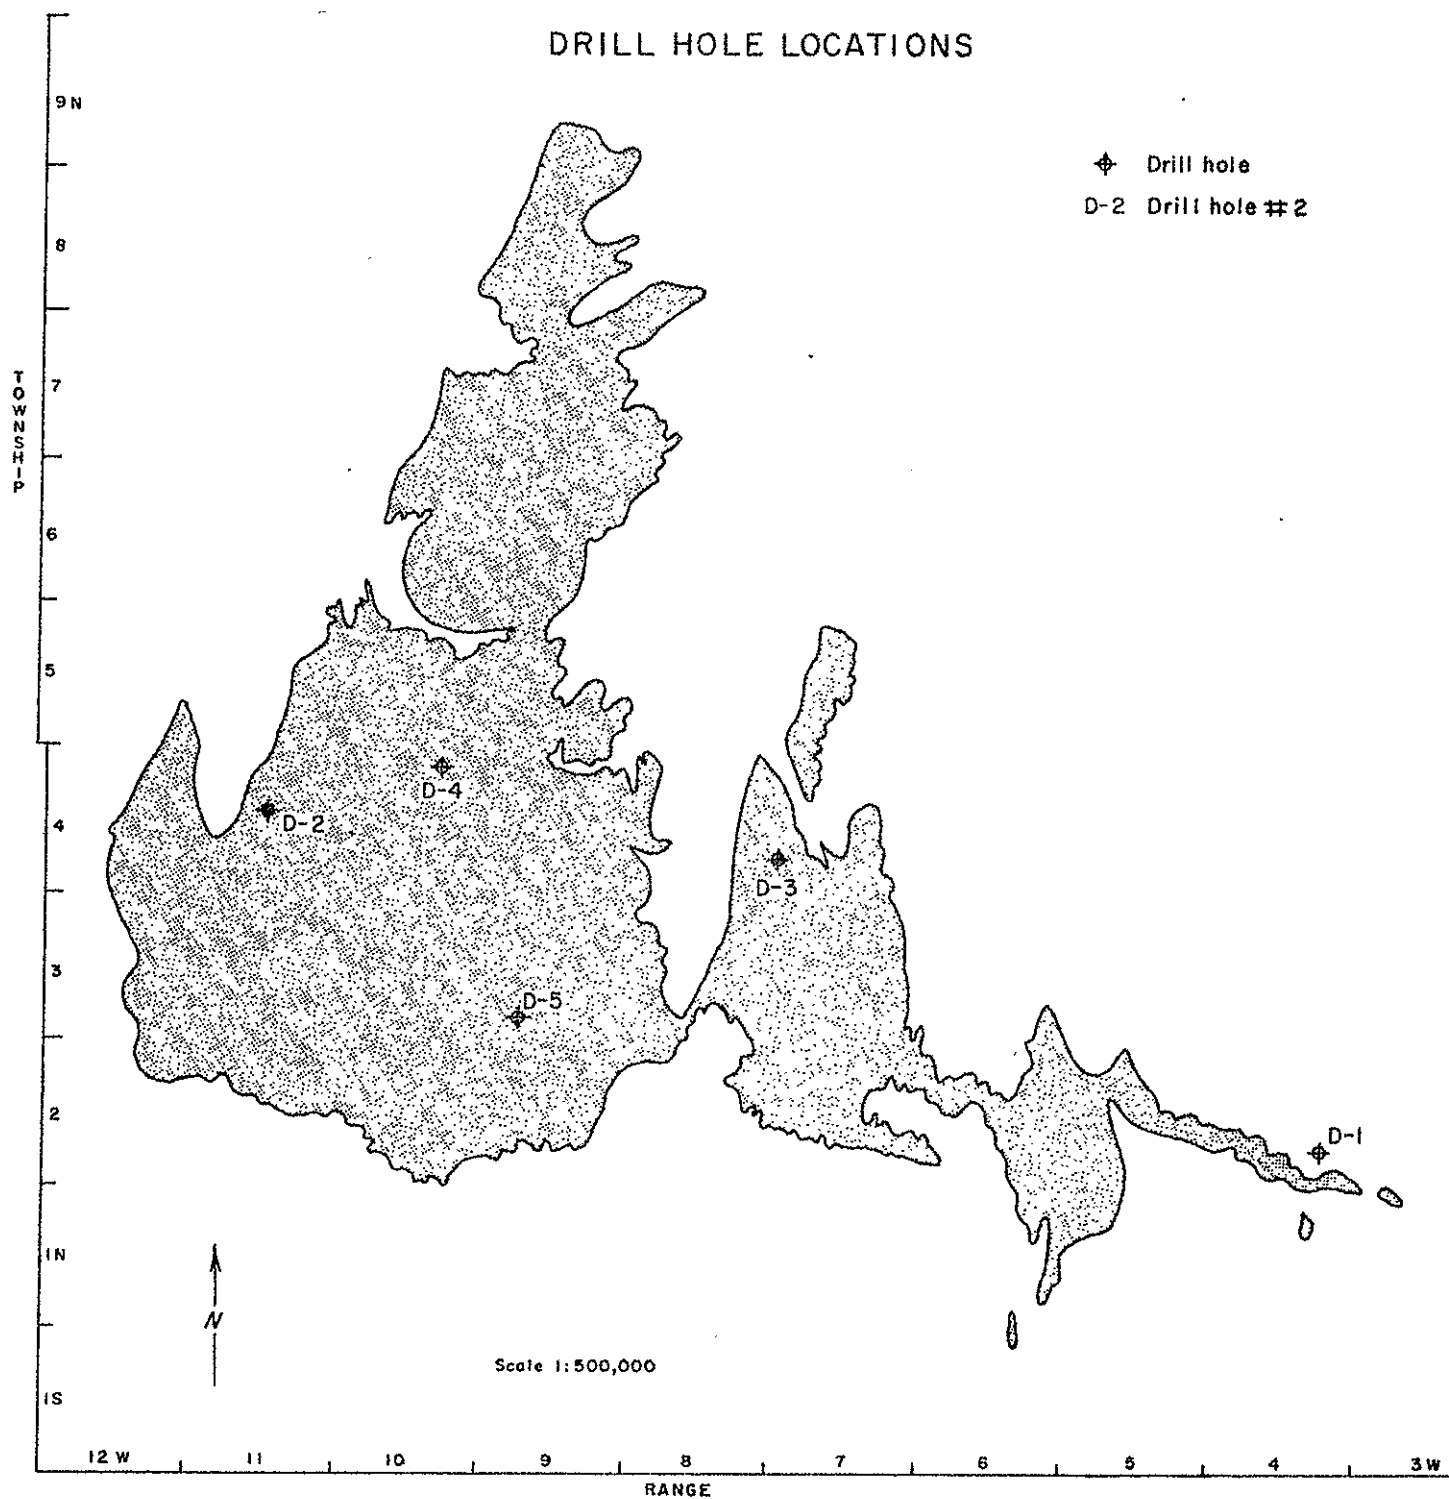 DRILL HOLE LOCATIONS
9N
Drill hole
D-2 Drill hole #2
8
TOWNSHIP
7
6
5
D-4
D-2
4
D-3
3
D-5
2
D-1
1N
N
Scale 1:500,000
1S
12 W 11 10 9 8 7 6 5 4 3 W
RANGE